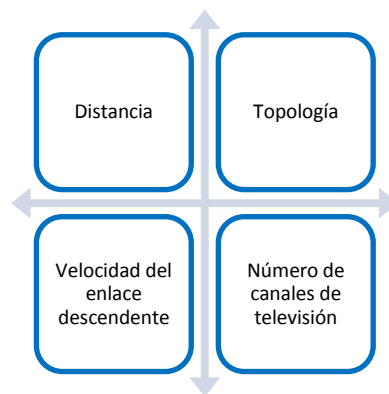 Distancia
Topología
Velocidad del
enlace
descendente
Número de
canales de
televisión